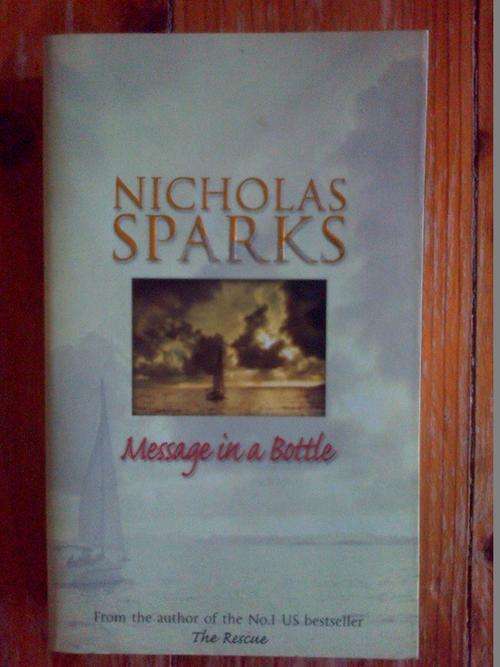 NICHOLAS
SPARKS
Message in a Bottle
From the author of the No.1 US bestseller
The Rescue